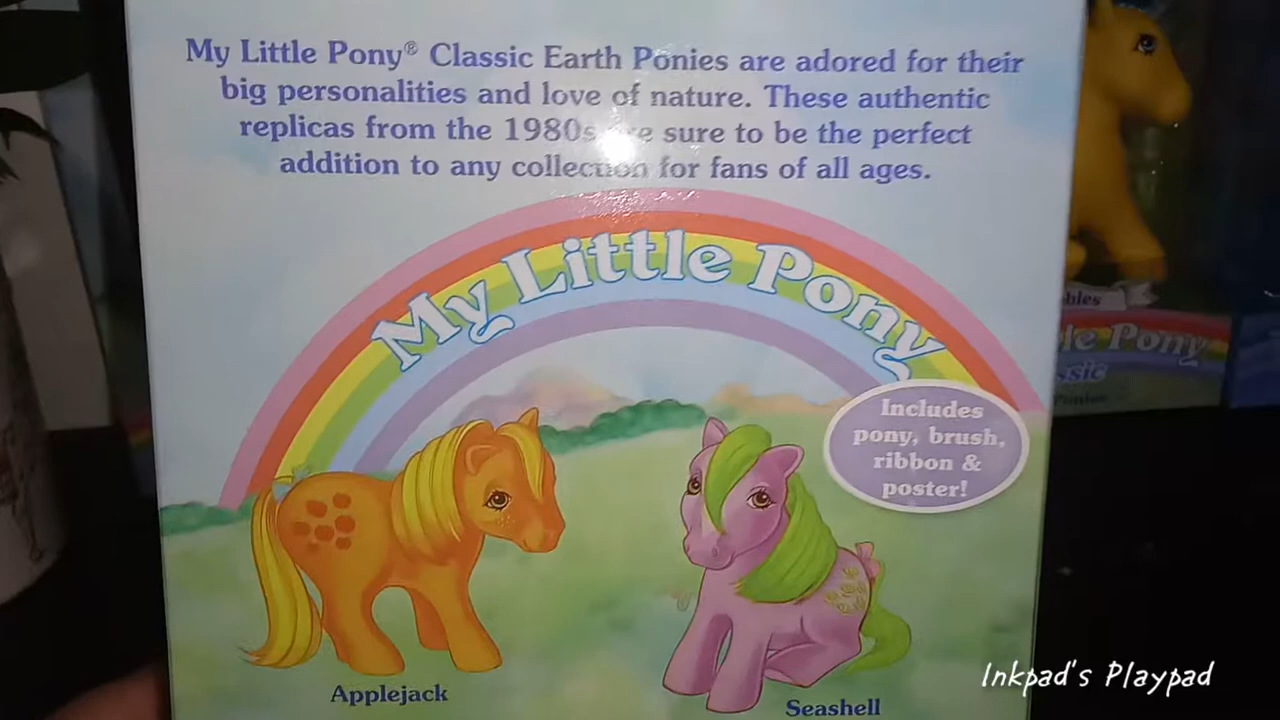 My Little Pony® Classic Earth Ponies are adored for their
big personalities and love of nature. These authentic
replicas from the 1980s sure to be the perfect
addition to any collection for fans of all ages.
My Little Pony
Includes
pony, brush,
ribbon &
poster!
Applejack
Seashell
Pony
Inkpad's Playpad